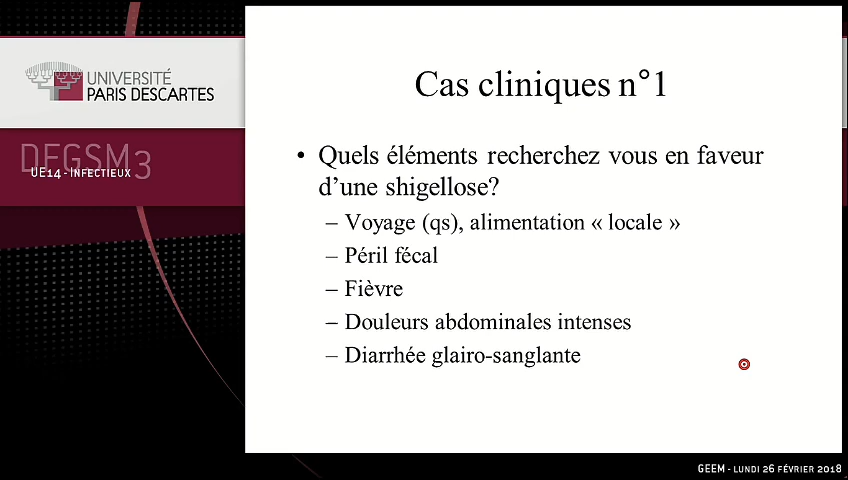 UNIVERSITÉ
PARIS DESCARTES
DFGSM3
UE14 - INFECTIEUX
Cas cliniques n°1
• Quels éléments recherchez vous en faveur
d’une shigellose?
– Voyage (qs), alimentation « locale »
– Péril fécal
– Fièvre
– Douleurs abdominales intenses
– Diarrhée glairo-sanglante
GEEM - LUNDI 26 FÉVRIER 2018